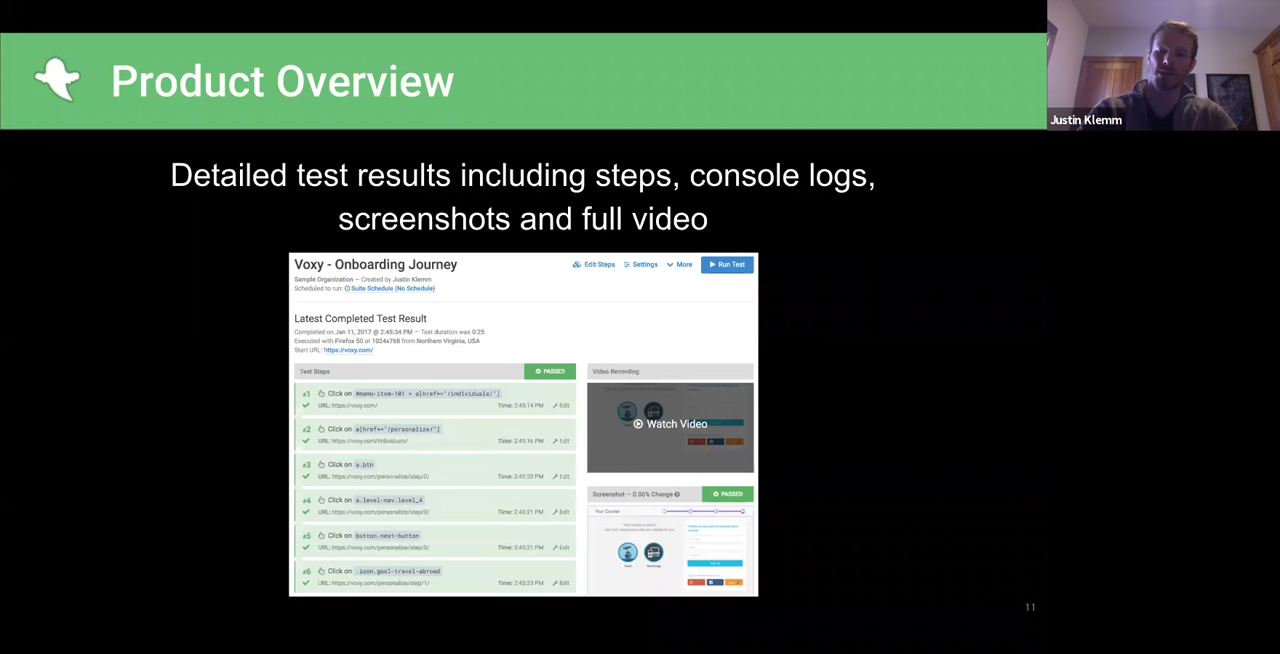 Product Overview
Justin Klemm
Detailed test results including steps, console logs,
screenshots and full video
Voxy - Onboarding Journey
Edit Steps
Settings
More
Run Test
Sample Organization — Created by Justin Klemm
Scheduled to run: Suite Schedule (No Schedule)
Latest Completed Test Result
Completed on Jan 11, 2017 @ 2:45:34 PM — Test duration was 0:25
Executed with Firefox 50 at 1024x768 from Northern Virginia, USA
Start URL: https://voxy.com/
Test Steps
PASSED
#1 Click on #menu-item-101 > a[href*='/individuals/']
URL: https://voxy.com/ Time: 2:45:14 PM Edit
#2 Click on a[href*='/personalize/']
URL: https://voxy.com/individuals/ Time: 2:45:16 PM Edit
#3 Click on a.btn
URL: https://voxy.com/personalize/step/0/ Time: 2:45:20 PM Edit
#4 Click on a.level-nav.level_4
URL: https://voxy.com/personalize/step/0/ Time: 2:45:21 PM Edit
#5 Click on button.next-button
URL: https://voxy.com/personalize/step/0/ Time: 2:45:21 PM Edit
#6 Click on .icon.goal-travel-abroad
URL: https://voxy.com/personalize/step/1/ Time: 2:45:23 PM Edit
Video Recording
Watch Video
Screenshot — 0.00% Change
PASSED
Your Course
11